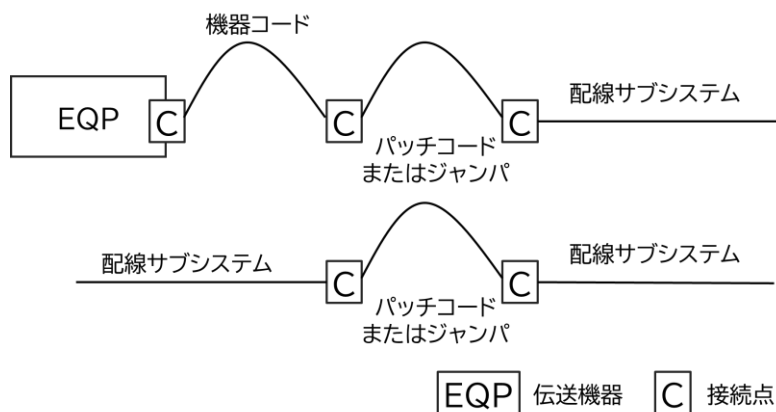 機器コード
EQP
C
C
C
配線サブシステム
パッチコード
またはジャンパ
配線サブシステム
C
C
配線サブシステム
パッチコード
またはジャンパ
EQP 伝送機器 C 接続点